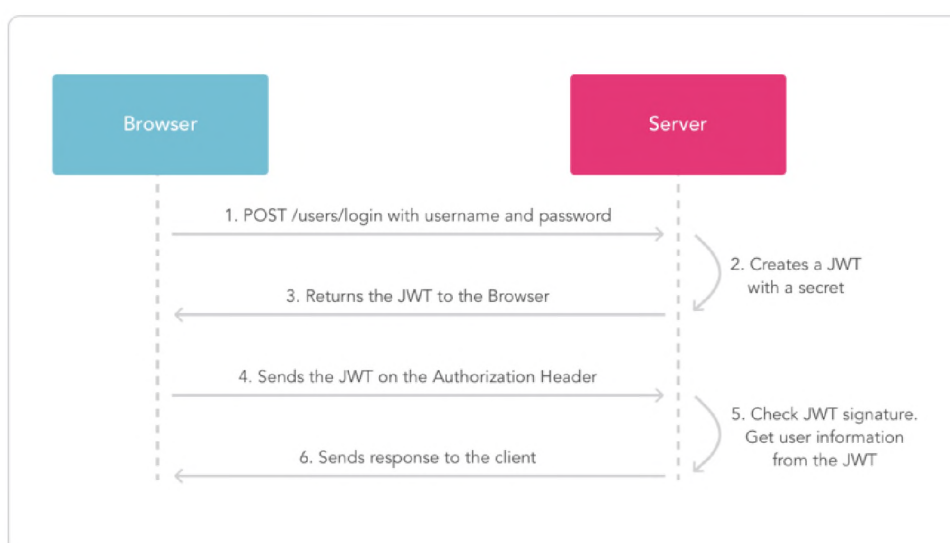 Browser
Server
1. POST /users/login with username and password
2. Creates a JWT
with a secret
3. Returns the JWT to the Browser
4. Sends the JWT on the Authorization Header
5. Check JWT signature.
Get user information
from the JWT
6. Sends response to the client